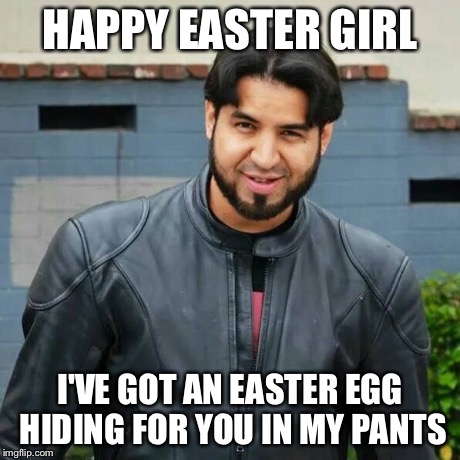 HAPPY EASTER GIRL
I'VE GOT AN EASTER EGG
HIDING FOR YOU IN MY PANTS
imgflip.com